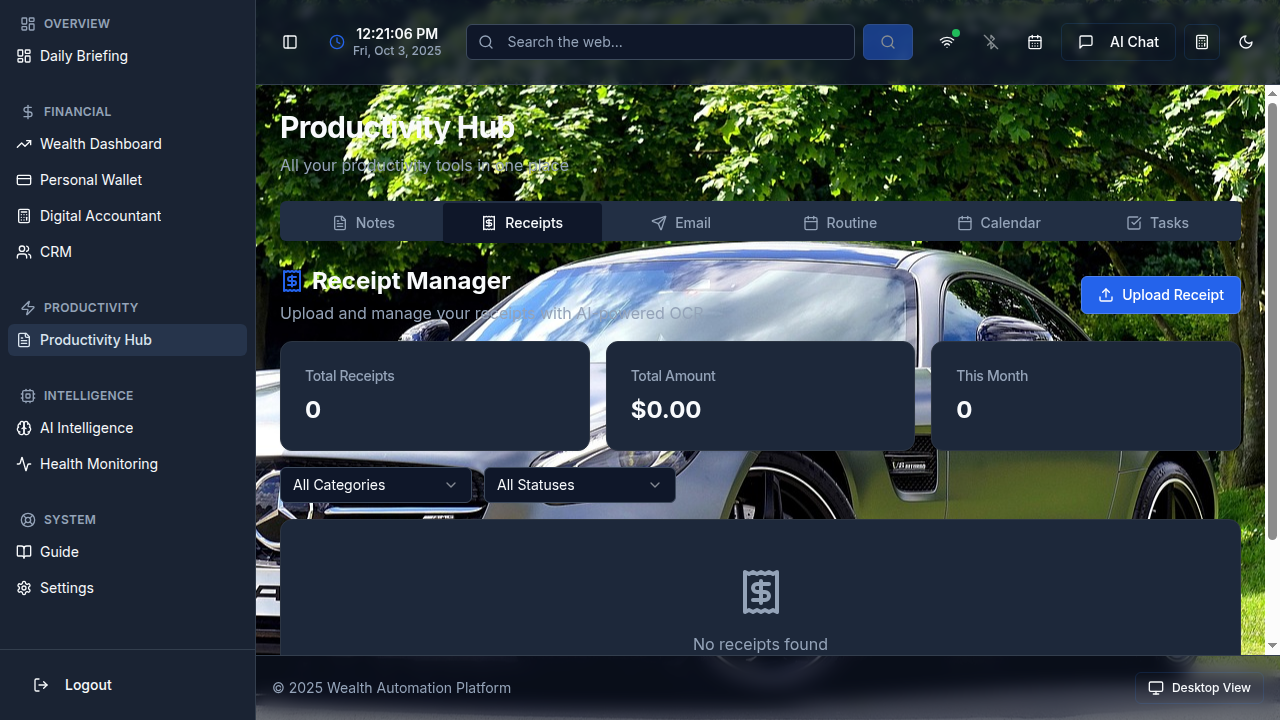 OVERVIEW
Daily Briefing
FINANCIAL
Wealth Dashboard
Personal Wallet
Digital Accountant
CRM
PRODUCTIVITY
Productivity Hub
INTELLIGENCE
AI Intelligence
Health Monitoring
SYSTEM
Guide
Settings
Logout
12:21:06 PM
Fri, Oct 3, 2025
Search the web...
AI Chat
Productivity Hub
All your productivity tools in one place
Notes
Receipts
Email
Routine
Calendar
Tasks
Receipt Manager
Upload and manage your receipts with AI-powered OCR
Upload Receipt
Total Receipts
0
Total Amount
$0.00
This Month
0
All Categories
All Statuses
No receipts found
© 2025 Wealth Automation Platform
Desktop View